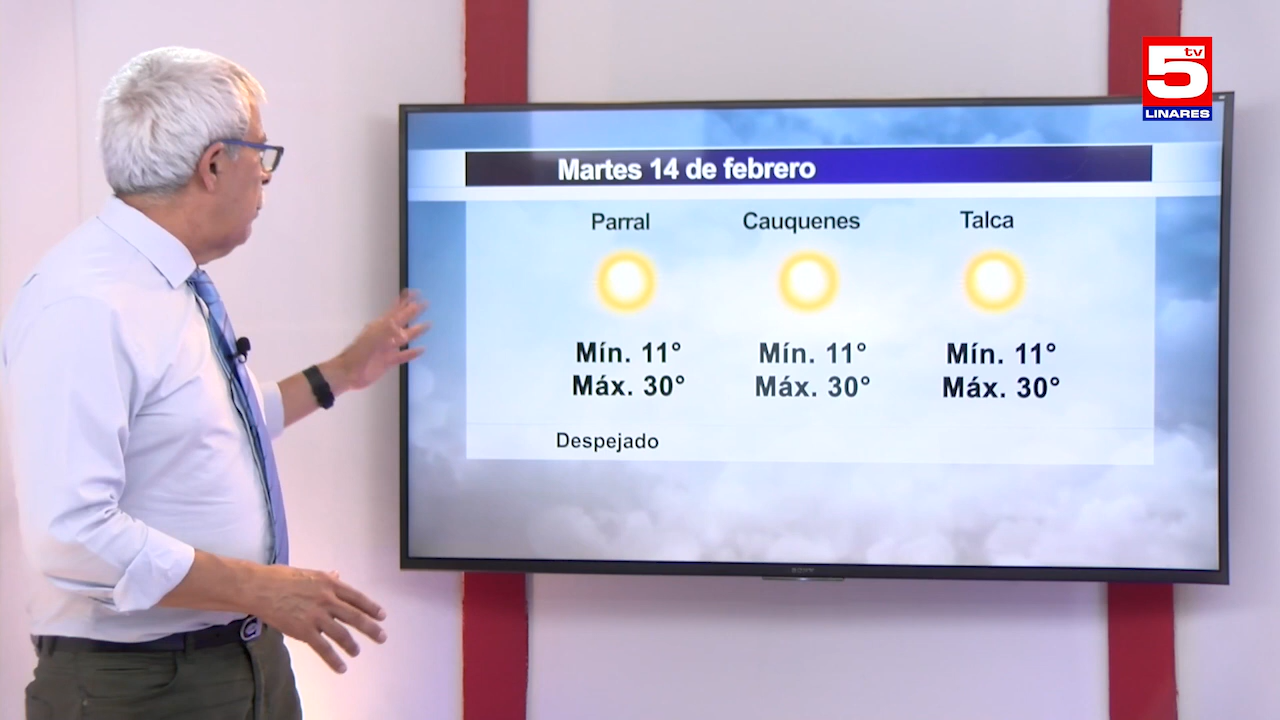 tv
5
LINARES
Martes 14 de febrero
Parral Cauquenes Talca
Mín. 11° Mín. 11° Mín. 11°
Máx. 30° Máx. 30° Máx. 30°
Despejado
SONY